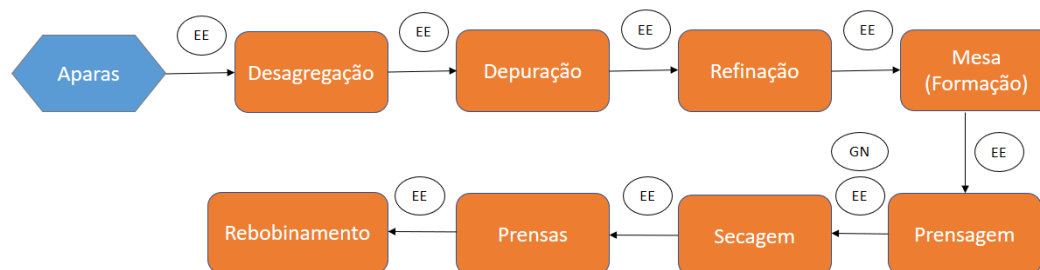 EE
EE
EE
EE
Aparas
Desagregação
Depuração
Refinação
Mesa
(Formação)
GN
EE
EE
EE
EE
Rebobinamento
Prensas
Secagem
Prensagem